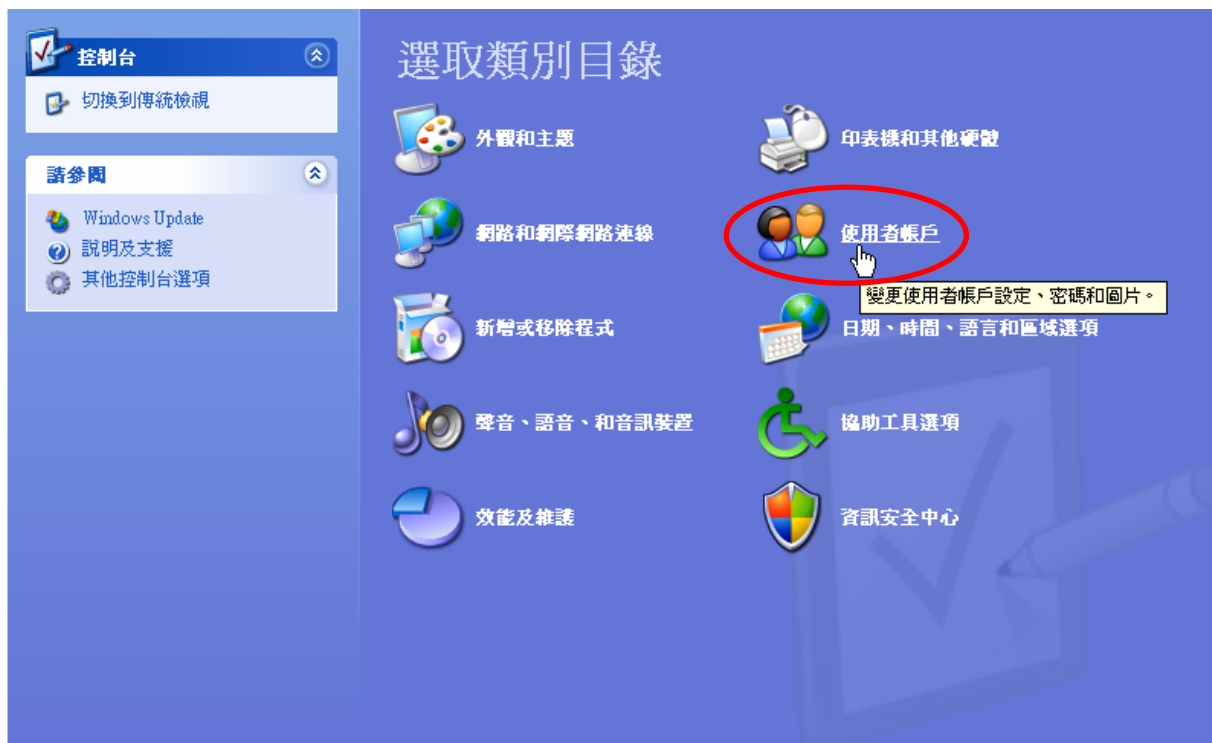 控制台
切換到傳統檢視
請參閱
Windows Update
說明及支援
其他控制台選項
選取類別目錄
外觀和主題
印表機和其他硬體
網路和網際網路連線
使用者帳戶
變更使用者帳戶設定、密碼和圖片。
新增或移除程式
日期、時間、語言和區域選項
聲音、語音、和音訊裝置
協助工具選項
效能及維護
資訊安全中心